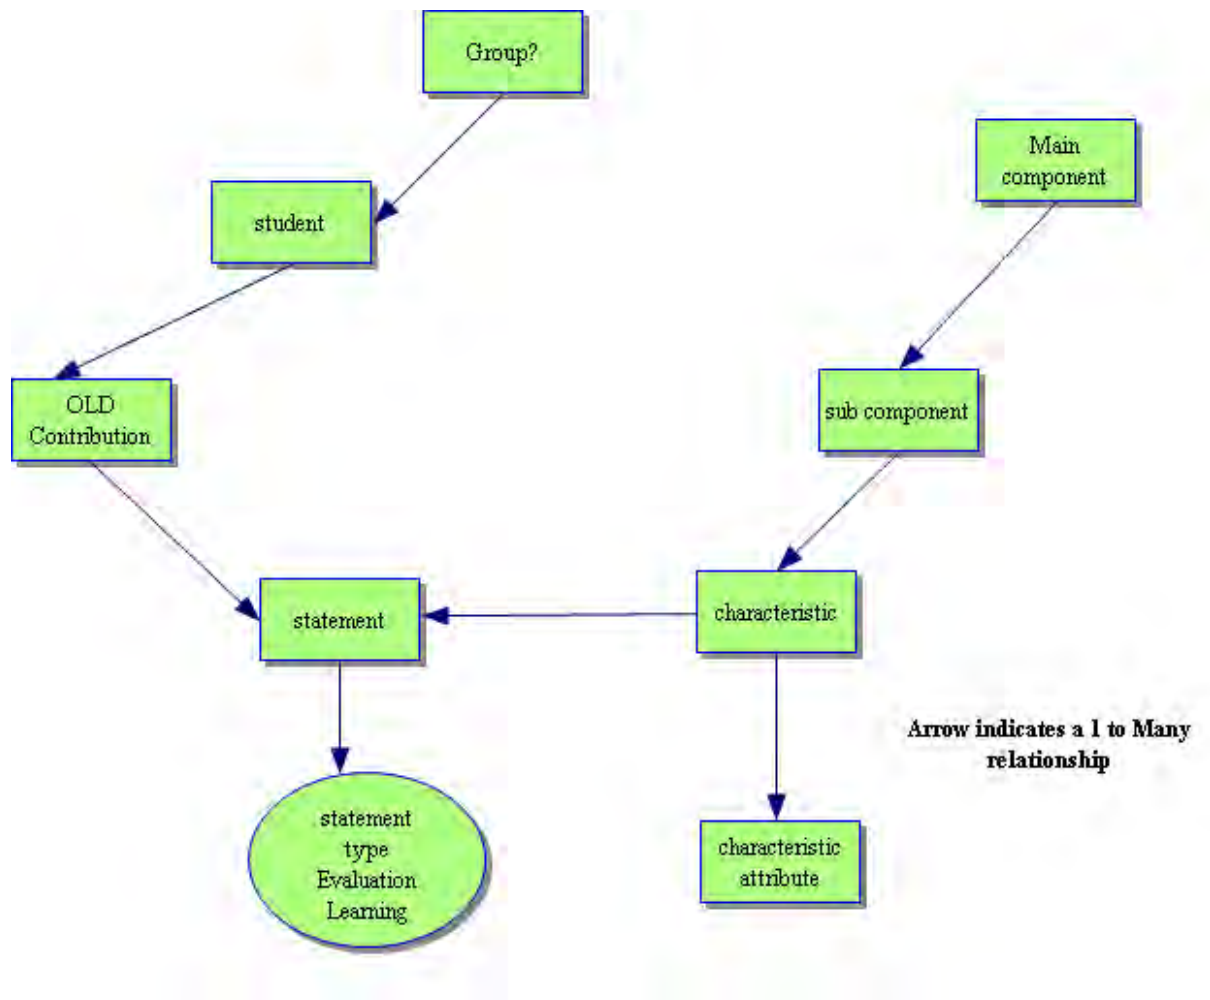 Group?
Main
component
student
OLD
Contribution
sub component
statement
characteristic
Arrow indicates a 1 to Many
relationship
statement
type
Evaluation
Learning
characteristic
attribute